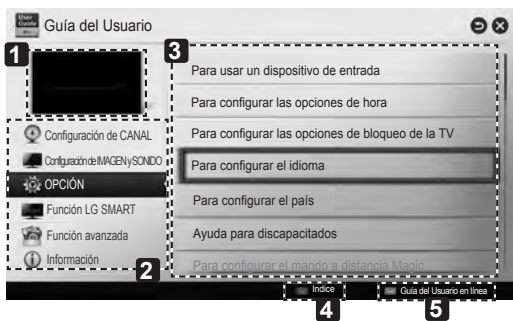 User Guide
Guía del Usuario
1
3
Para usar un dispositivo de entrada
Para configurar las opciones de hora
Para configurar las opciones de bloqueo de la TV
Para configurar el idioma
Para configurar el país
Ayuda para discapacitados
Para configurar el mando a distancia Magic
Configuración de CANAL
Configuración de IMAGEN y SONIDO
OPCIÓN
Función LG SMART
Función avanzada
Información
2
Indice
Guía del Usuario en línea
4
5